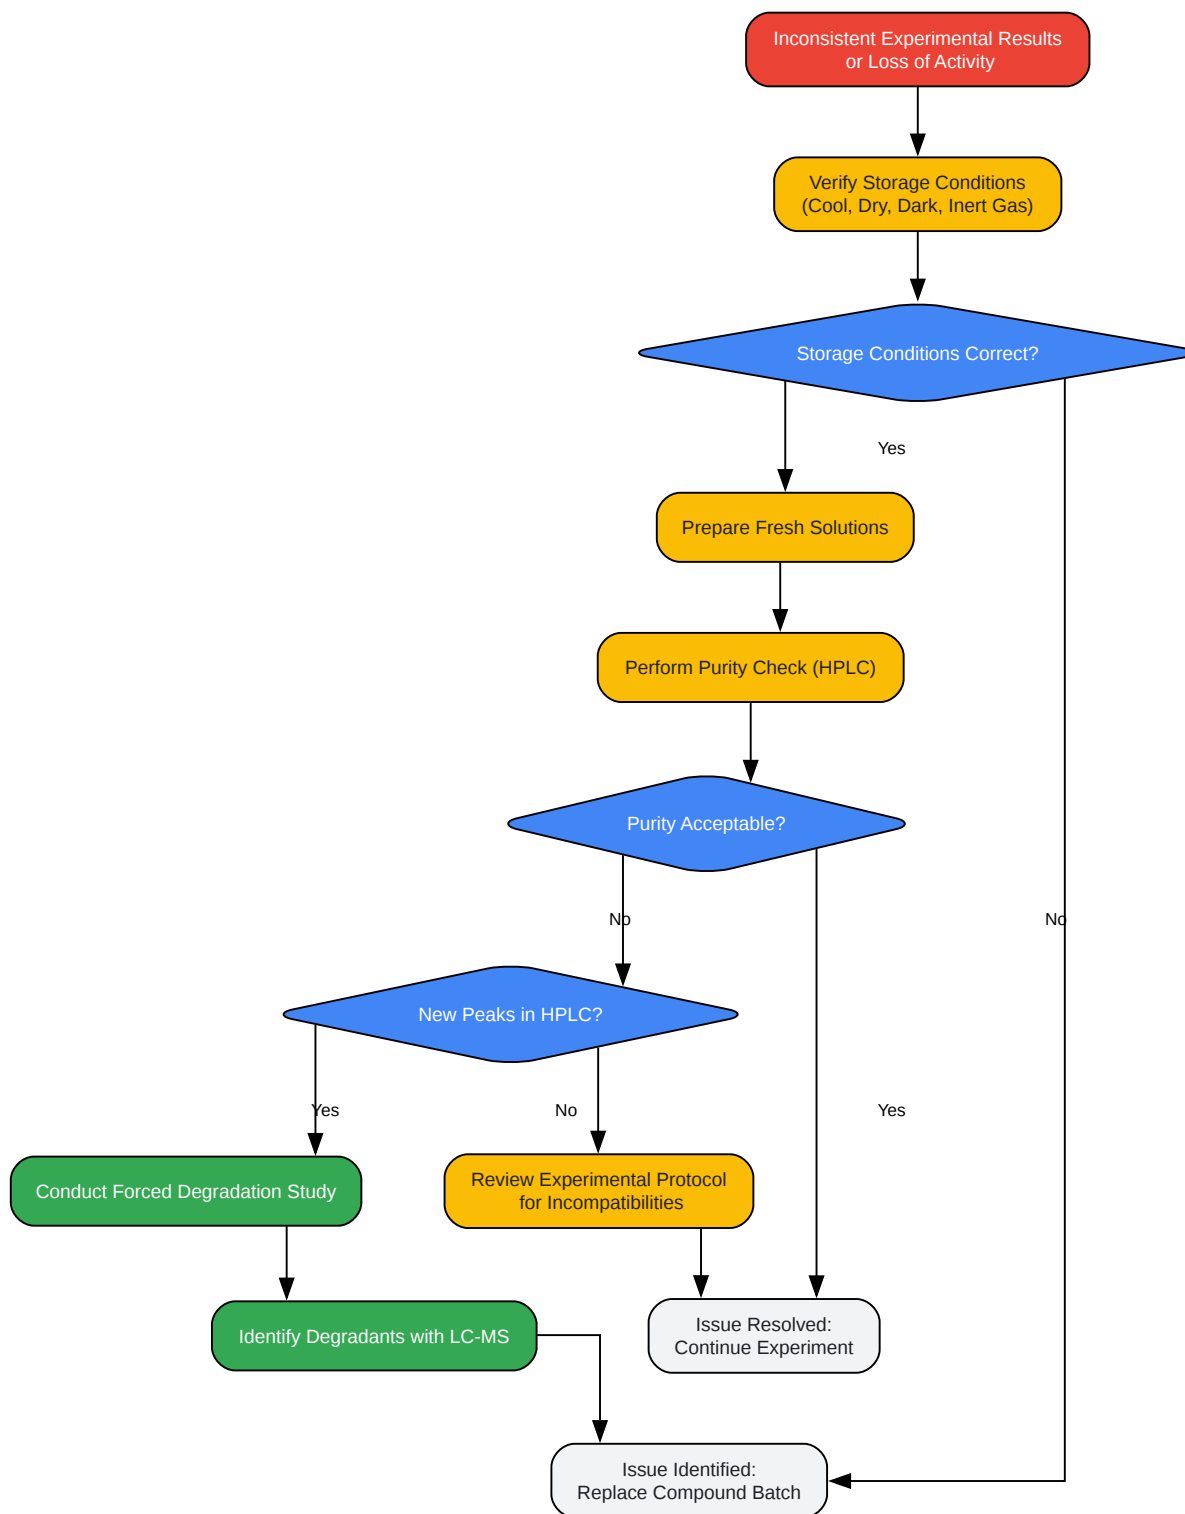 Inconsistent Experimental Results
or Loss of Activity
Verify Storage Conditions
(Cool, Dry, Dark, Inert Gas)
Storage Conditions Correct?
Yes
Prepare Fresh Solutions
Perform Purity Check (HPLC)
Purity Acceptable?
No
No
New Peaks in HPLC?
Yes
No
Yes
Conduct Forced Degradation Study
Review Experimental Protocol
for Incompatibilities
Identify Degradants with LC-MS
Issue Resolved:
Continue Experiment
Issue Identified:
Replace Compound Batch